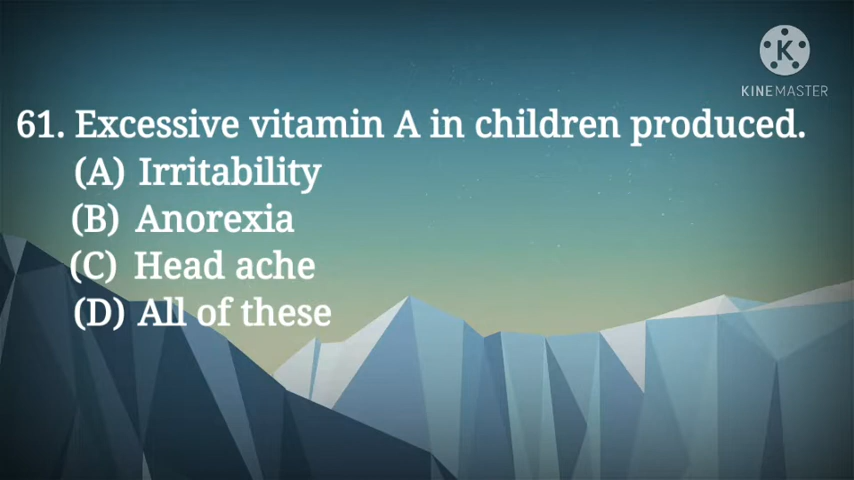 KINEMASTER
61. Excessive vitamin A in children produced.
(A) Irritability
(B) Anorexia
(C) Head ache
(D) All of these